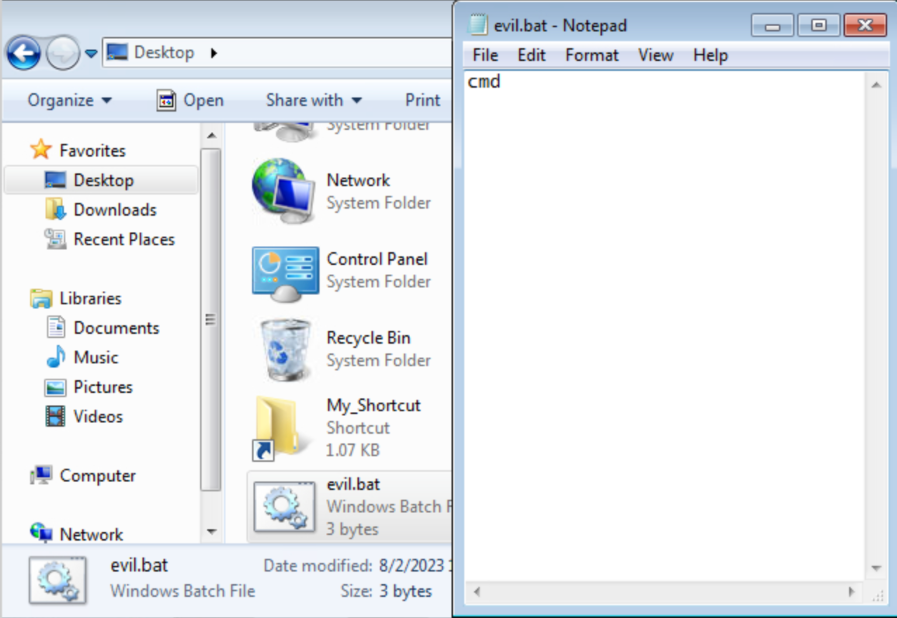 Desktop
Organize
Open
Share with
Print
Favorites
Desktop
Downloads
Recent Places
Libraries
Documents
Music
Pictures
Videos
Computer
Network
System Folder
Network
System Folder
Control Panel
System Folder
Recycle Bin
System Folder
My_Shortcut
Shortcut
1.07 KB
evil.bat
Windows Batch F
3 bytes
evil.bat
Date modified: 8/2/2023 1
Windows Batch File
Size: 3 bytes
evil.bat - Notepad
File Edit Format View Help
cmd